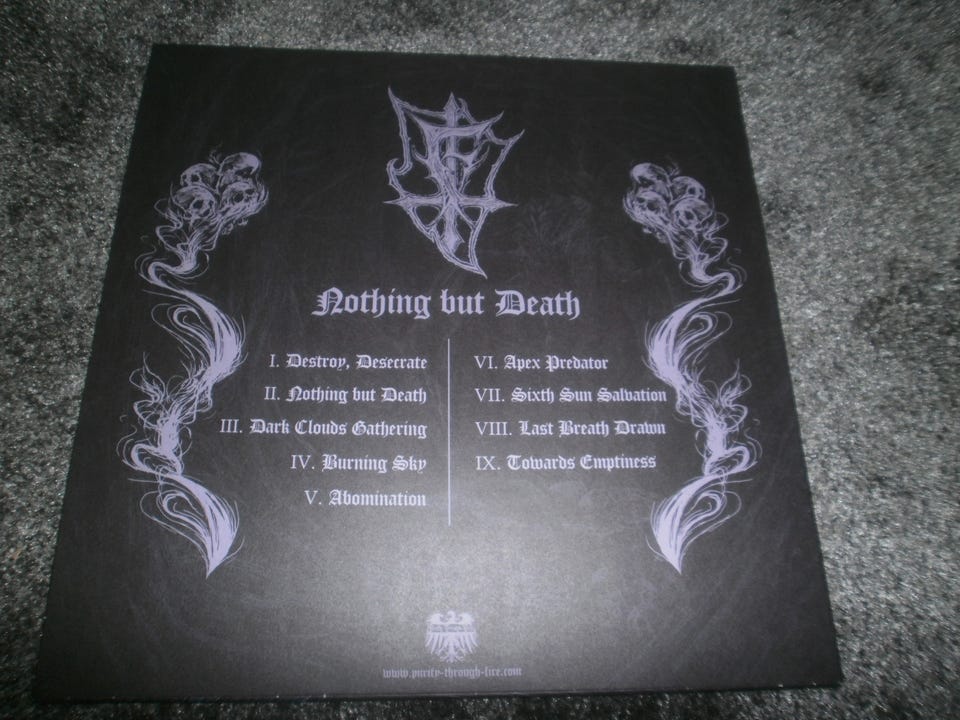 Nothing but Death
I. Destroy, Desecrate
II. Nothing but Death
III. Dark Clouds Gathering
IV. Burning Sky
V. Abomination
VI. Apex Predator
VII. Sixth Sun Salvation
VIII. Last Breath Drawn
IX. Towards Emptiness
www.purity-through-fire.com